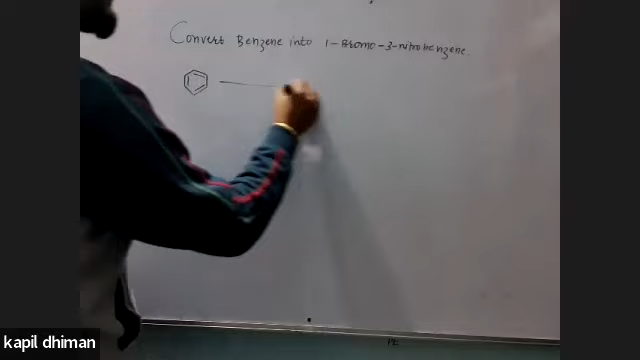 Convert Benzene into 1-Bromo-3-nitrobenzene.
kapil dhiman